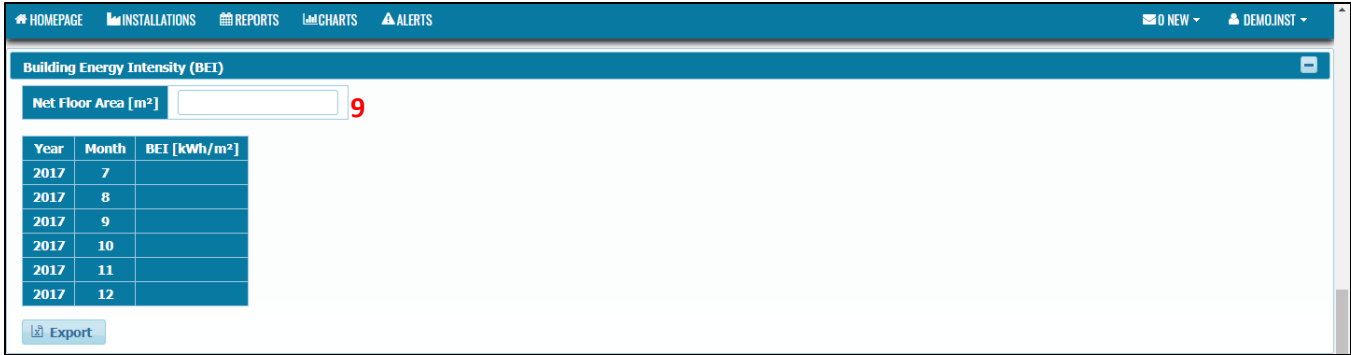 HOMEPAGE INSTALLATIONS REPORTS CHARTS ALERTS 0 NEW DEMO.INST
Building Energy Intensity (BEI)
Net Floor Area [m²] 9
Year Month BEI [kWh/m²]
2017 7
2017 8
2017 9
2017 10
2017 11
2017 12
Export